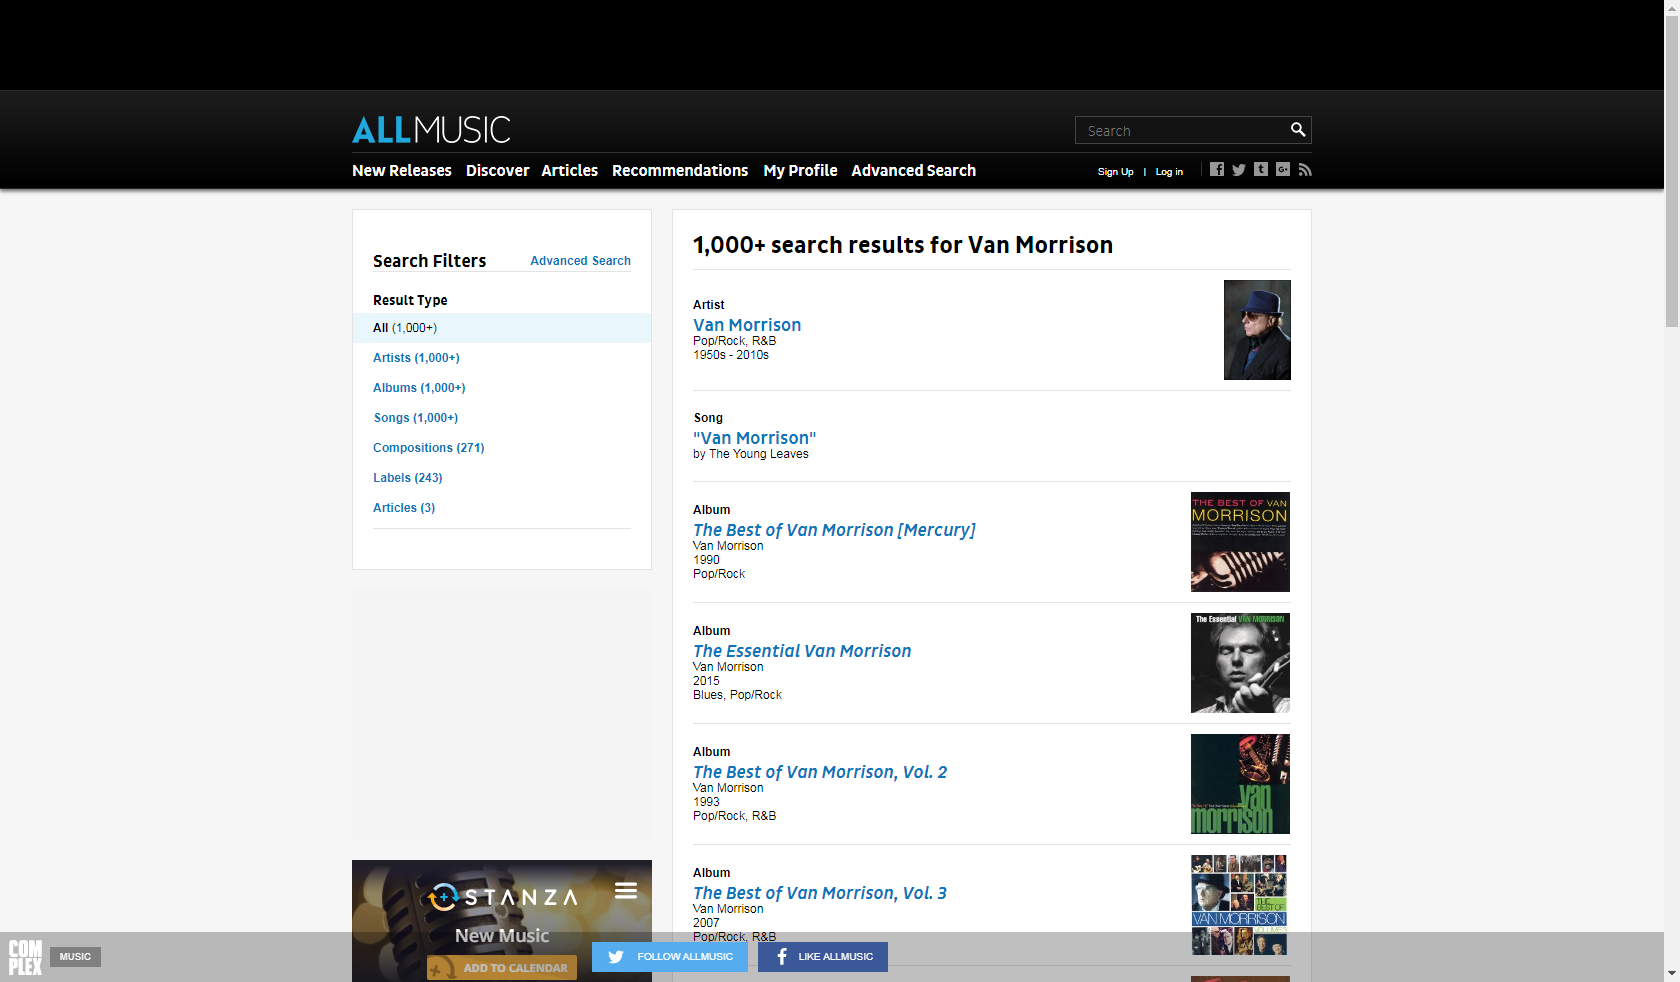 ALLMUSIC
Search
New Releases Discover Articles Recommendations My Profile Advanced Search
Sign Up | Log in
Search Filters
Advanced Search
Result Type
All (1,000+)
Artists (1,000+)
Albums (1,000+)
Songs (1,000+)
Compositions (271)
Labels (243)
Articles (3)
STANZA
New Music
ADD TO CALENDAR
1,000+ search results for Van Morrison
Artist
Van Morrison
Pop/Rock, R&B
1950s - 2010s
Song
"Van Morrison"
by The Young Leaves
Album
The Best of Van Morrison [Mercury]
Van Morrison
1990
Pop/Rock
THE BEST OF VAN
MORRISON
Album
The Essential Van Morrison
Van Morrison
2015
Blues, Pop/Rock
The Essential VAN MORRISON
Album
The Best of Van Morrison, Vol. 2
Van Morrison
1993
Pop/Rock, R&B
van
morrison
Album
The Best of Van Morrison, Vol. 3
Van Morrison
2007
Pop/Rock, R&B
THE
BEST OF
VAN MORRISON
COM
PLEX
MUSIC
FOLLOW ALLMUSIC
LIKE ALLMUSIC